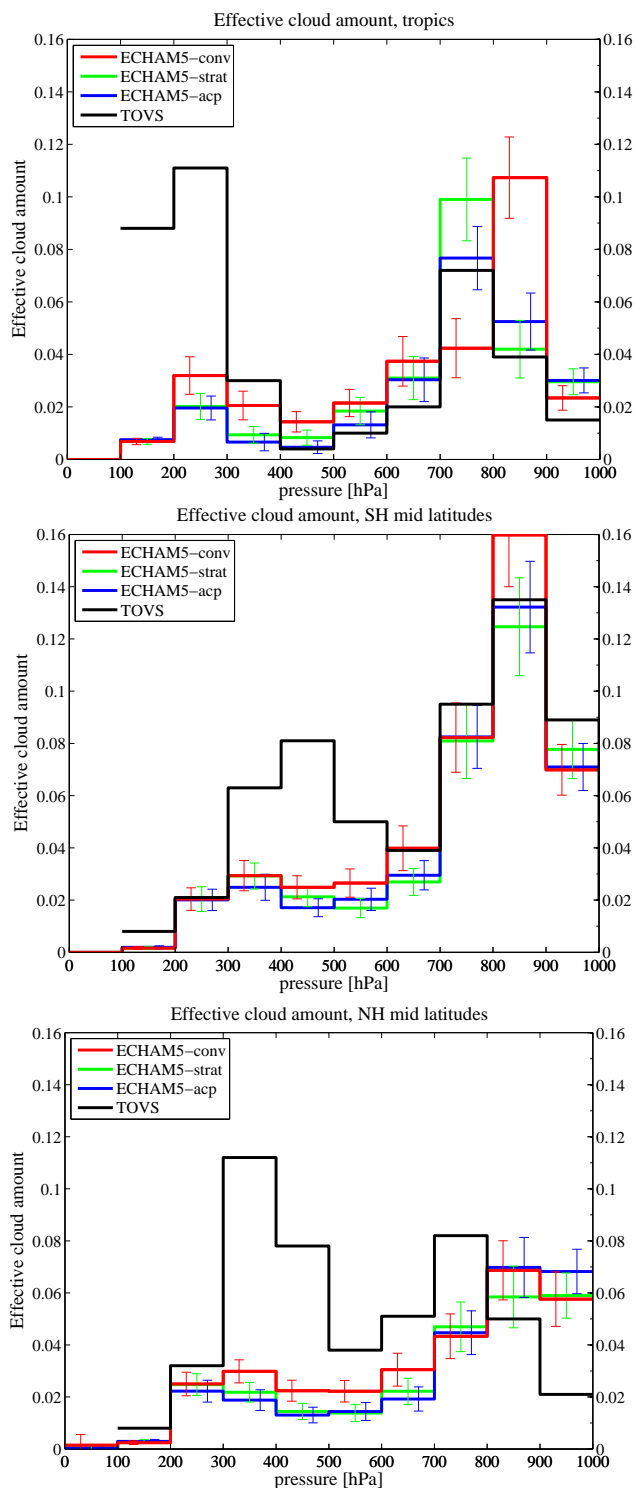 Effective cloud amount, tropics
ECHAM5−conv
ECHAM5−strat
ECHAM5−acp
TOVS
Effective cloud amount
0.16 0.16
0.14 0.14
0.12 0.12
0.1 0.1
0.08 0.08
0.06 0.06
0.04 0.04
0.02 0.02
0 0
0 100 200 300 400 500 600 700 800 900 1000
pressure [hPa]
Effective cloud amount, SH mid latitudes
ECHAM5−conv
ECHAM5−strat
ECHAM5−acp
TOVS
Effective cloud amount
0.16 0.16
0.14 0.14
0.12 0.12
0.1 0.1
0.08 0.08
0.06 0.06
0.04 0.04
0.02 0.02
0 0
0 100 200 300 400 500 600 700 800 900 1000
pressure [hPa]
Effective cloud amount, NH mid latitudes
ECHAM5−conv
ECHAM5−strat
ECHAM5−acp
TOVS
Effective cloud amount
0.16 0.16
0.14 0.14
0.12 0.12
0.1 0.1
0.08 0.08
0.06 0.06
0.04 0.04
0.02 0.02
0 0
0 100 200 300 400 500 600 700 800 900 1000
pressure [hPa]